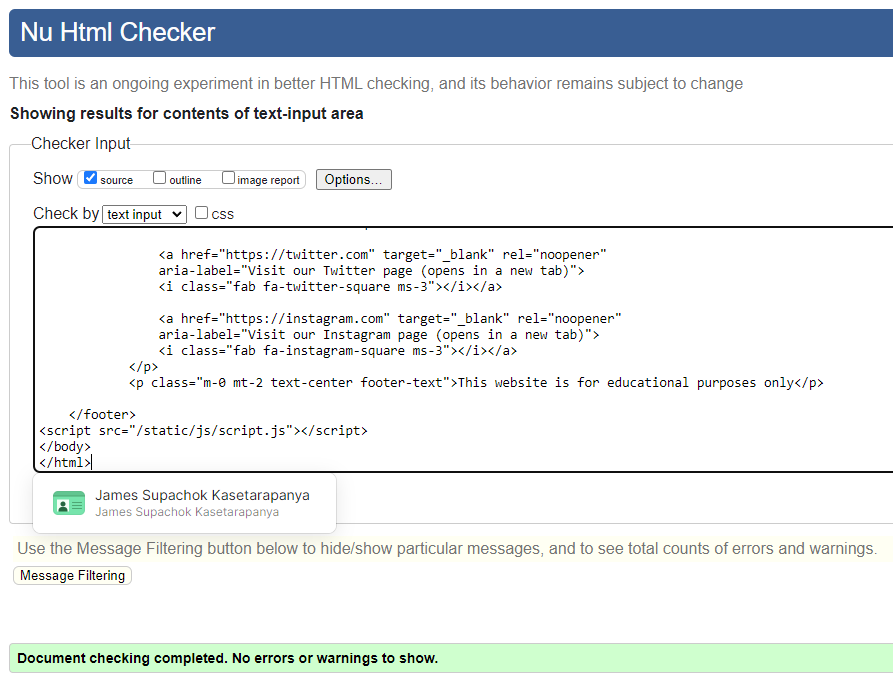 Nu Html Checker
This tool is an ongoing experiment in better HTML checking, and its behavior remains subject to change
Showing results for contents of text-input area
Checker Input
Show source outline image report Options...
Check by text input css
<a href="https://twitter.com" target="_blank" rel="noopener"
aria-label="Visit our Twitter page (opens in a new tab)">
<i class="fab fa-twitter-square ms-3"></i></a>
<a href="https://instagram.com" target="_blank" rel="noopener"
aria-label="Visit our Instagram page (opens in a new tab)">
<i class="fab fa-instagram-square ms-3"></i></a>
</p>
<p class="m-0 mt-2 text-center footer-text">This website is for educational purposes only</p>
</footer>
<script src="/static/js/script.js"></script>
</body>
</html>
James Supachok Kasetarapanya
James Supachok Kasetarapanya
Use the Message Filtering button below to hide/show particular messages, and to see total counts of errors and warnings.
Message Filtering
Document checking completed. No errors or warnings to show.